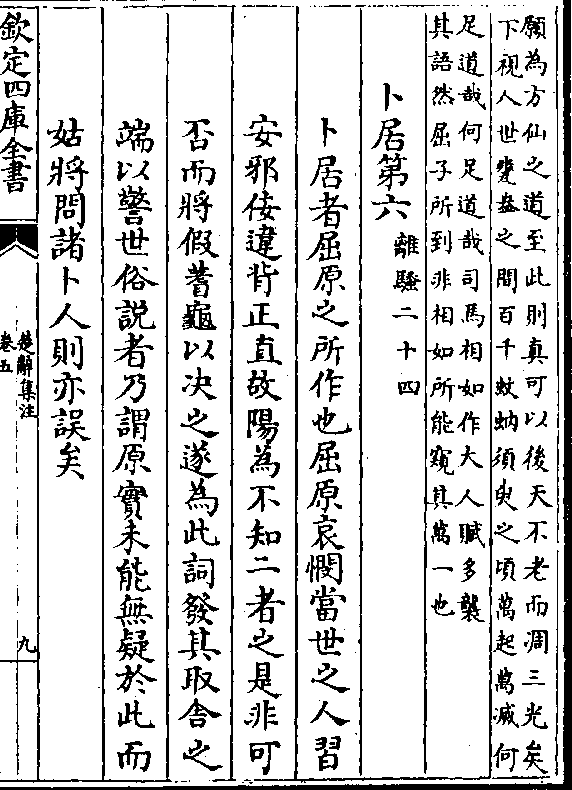 願為方仙之道至此則真可以後天不老而凋三光矣
下視人世甕盎之間百千蚊蚋須臾之頃萬起萬滅何
足道哉何足道哉司馬相如作大人賦多襲
其語然屈子所到非相如所能窺其萬一也
卜居第六 離騷二十四
卜居者屈原之所作也屈原哀憫當世之人習
安邪佞違背正直故陽為不知二者之是非可
否而將假蓍龜以決之遂為此詞發其取舍之
端以警世俗說者乃謂原實未能無疑於此而
姑將問諸卜人則亦誤矣
欽定四庫全書
楚辭集注
卷五
九